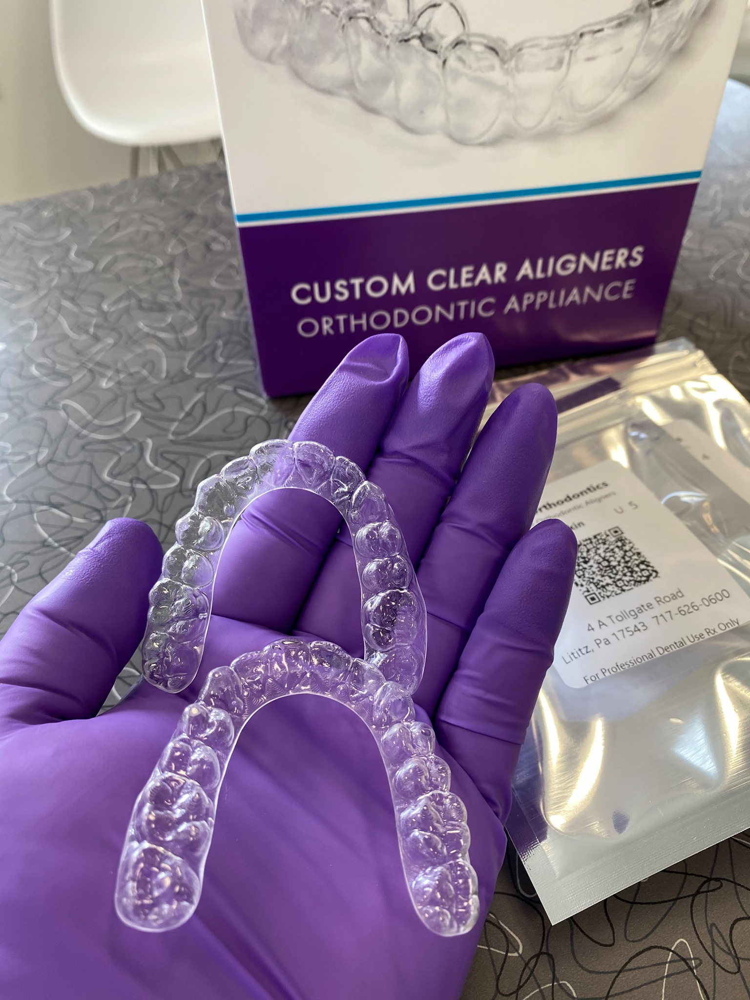 CUSTOM CLEAR ALIGNERS
ORTHODONTIC APPLIANCE
4
Orthodontics
Orthodontic Aligners
U 5
4 A Tollgate Road
Lititz, Pa 17543 717-626-0600
For Professional Dental Use Rx Only